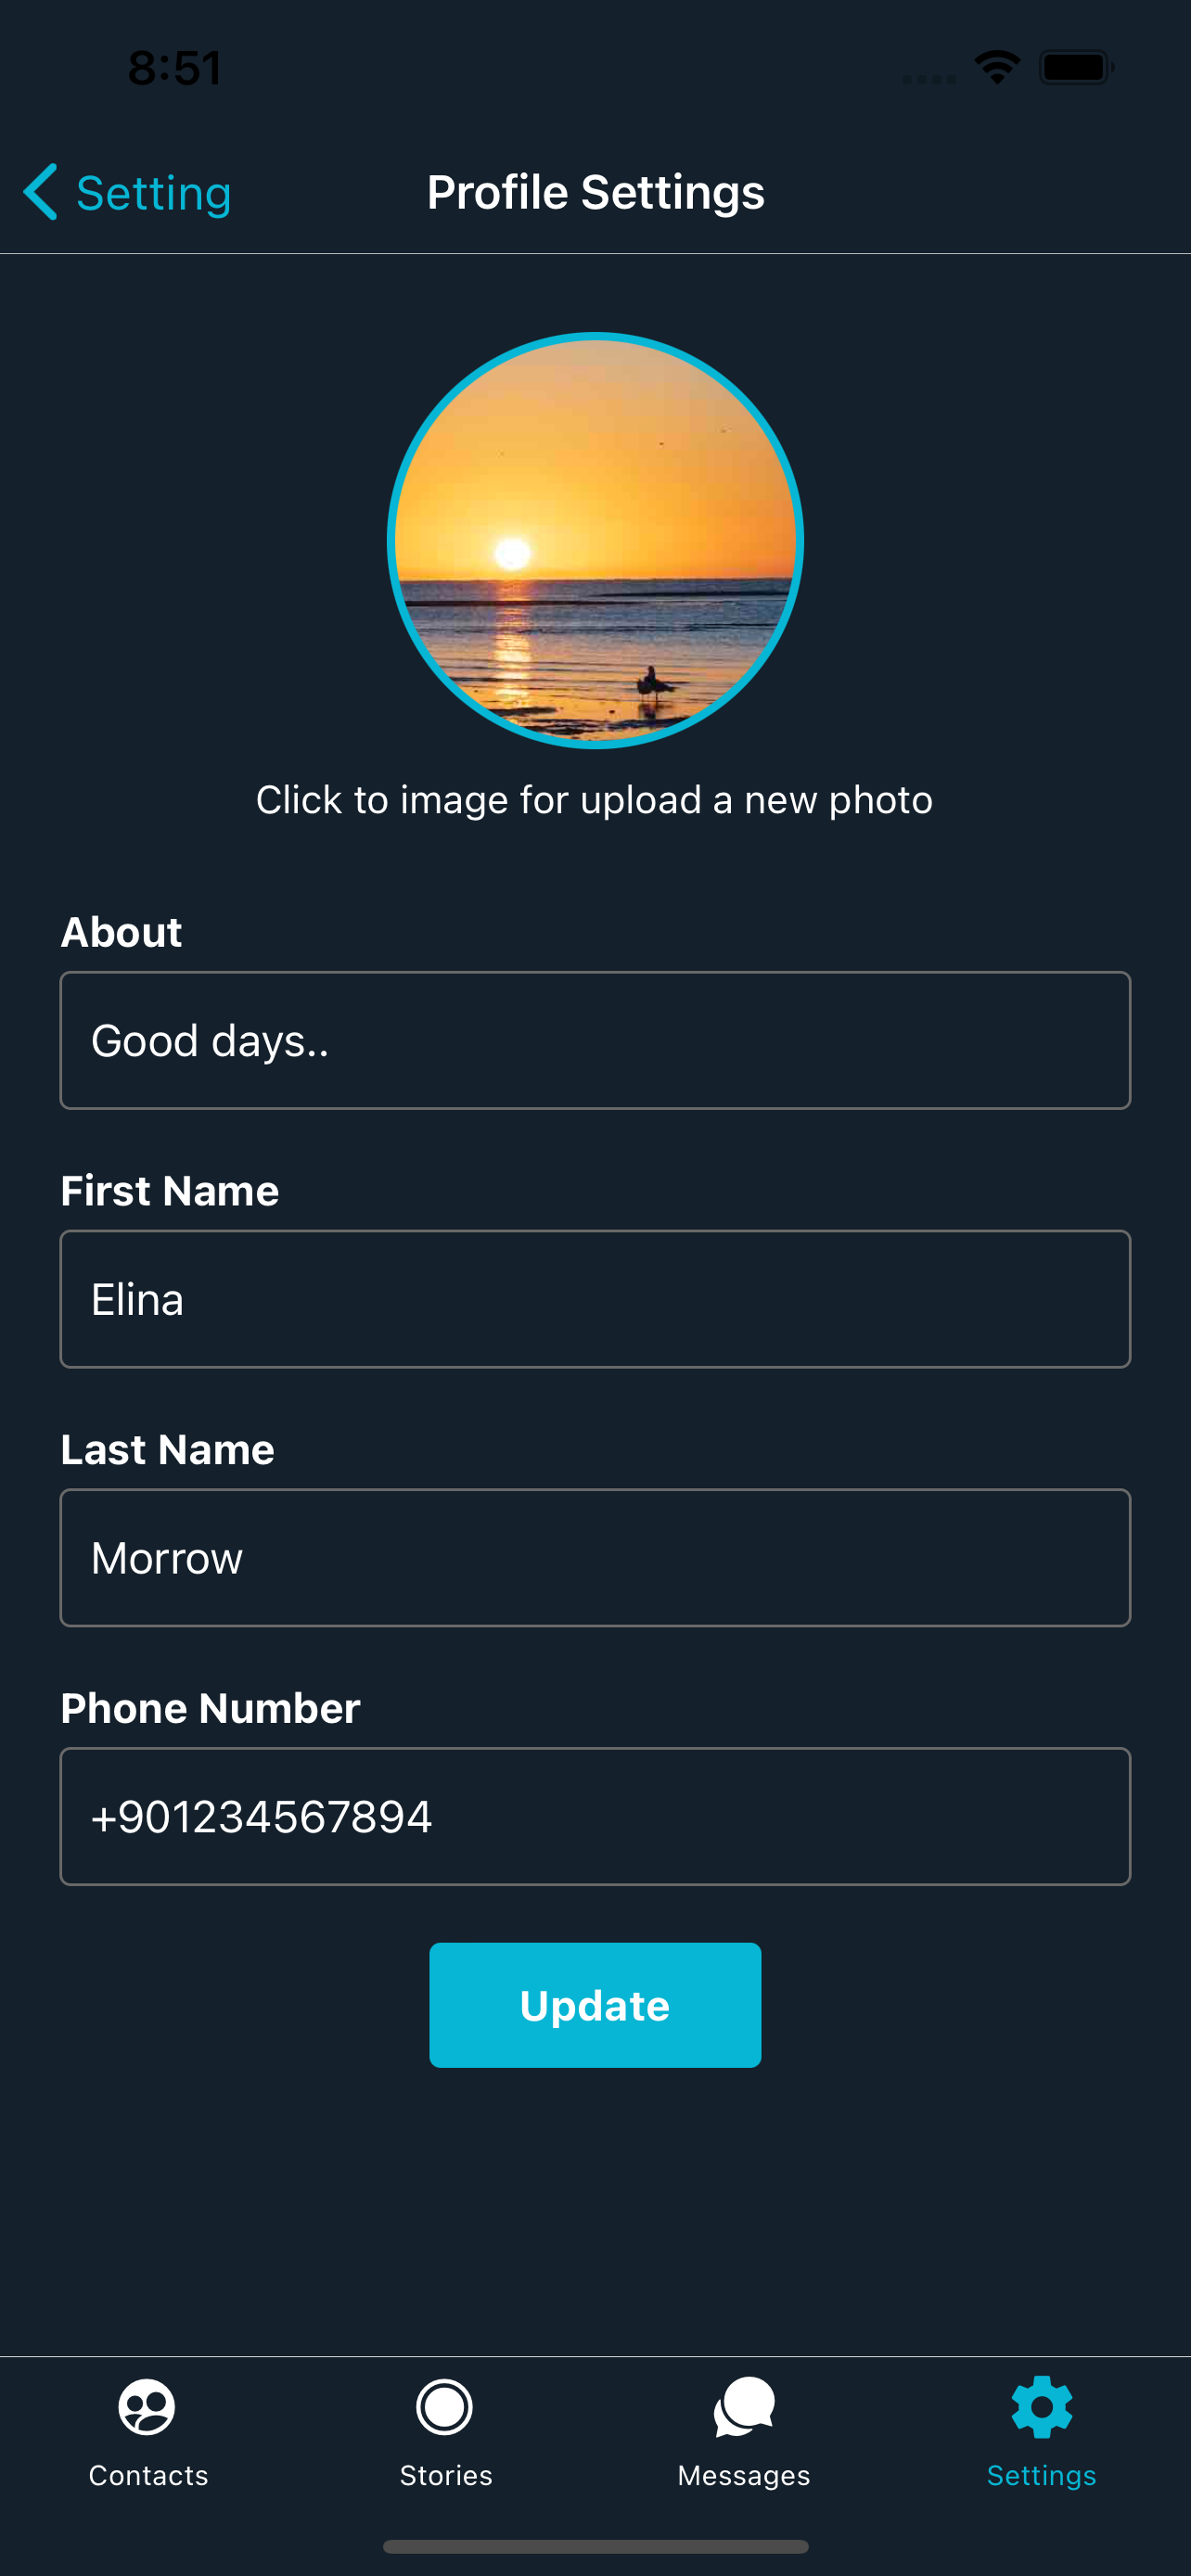 8:51
Setting
Profile Settings
Click to image for upload a new photo
About
Good days..
First Name
Elina
Last Name
Morrow
Phone Number
+901234567894
Update
Contacts
Stories
Messages
Settings